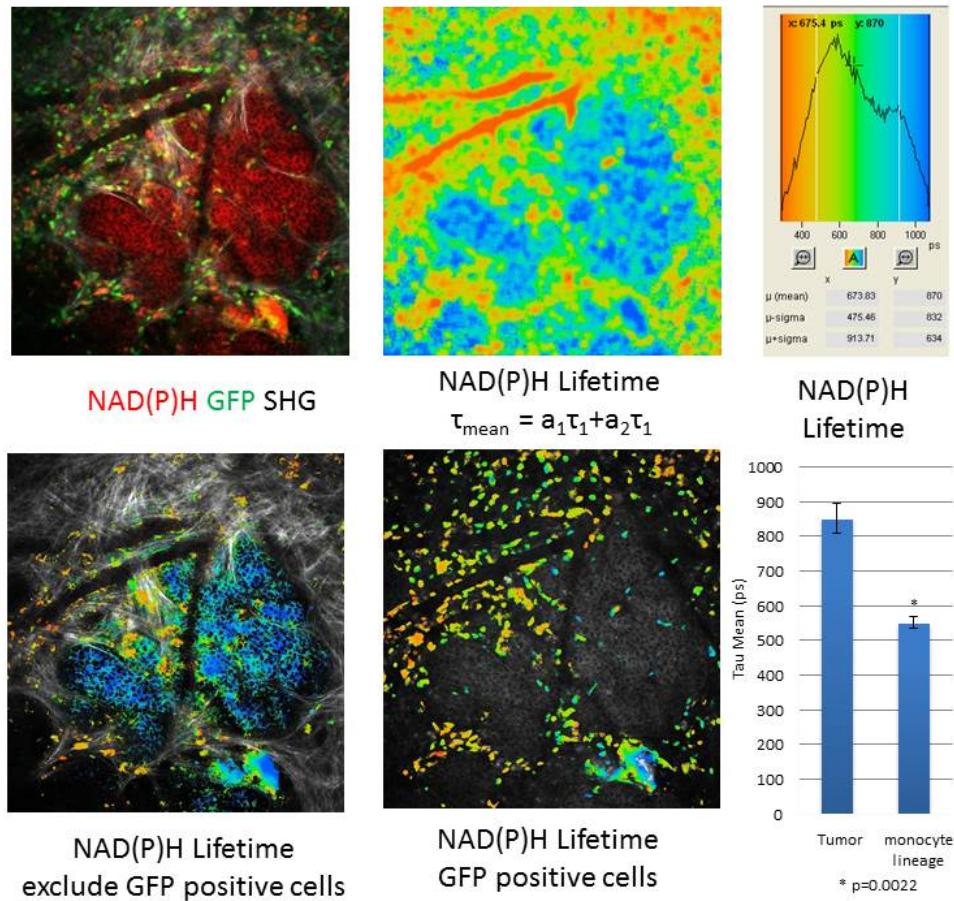 x: 675.4 ps y: 870
400 600 800 1000 ps
A
x y
μ (mean) 673.83 870
μ-sigma 475.46 832
μ+sigma 913.71 634
NAD(P)H GFP SHG
NAD(P)H Lifetime
τmean = a1τ1+a2τ1
NAD(P)H
Lifetime
1000
900
800
700
600
500
400
300
200
100
0
Tau Mean (ps)
*
Tumor monocyte
lineage
* p=0.0022
NAD(P)H Lifetime
exclude GFP positive cells
NAD(P)H Lifetime
GFP positive cells